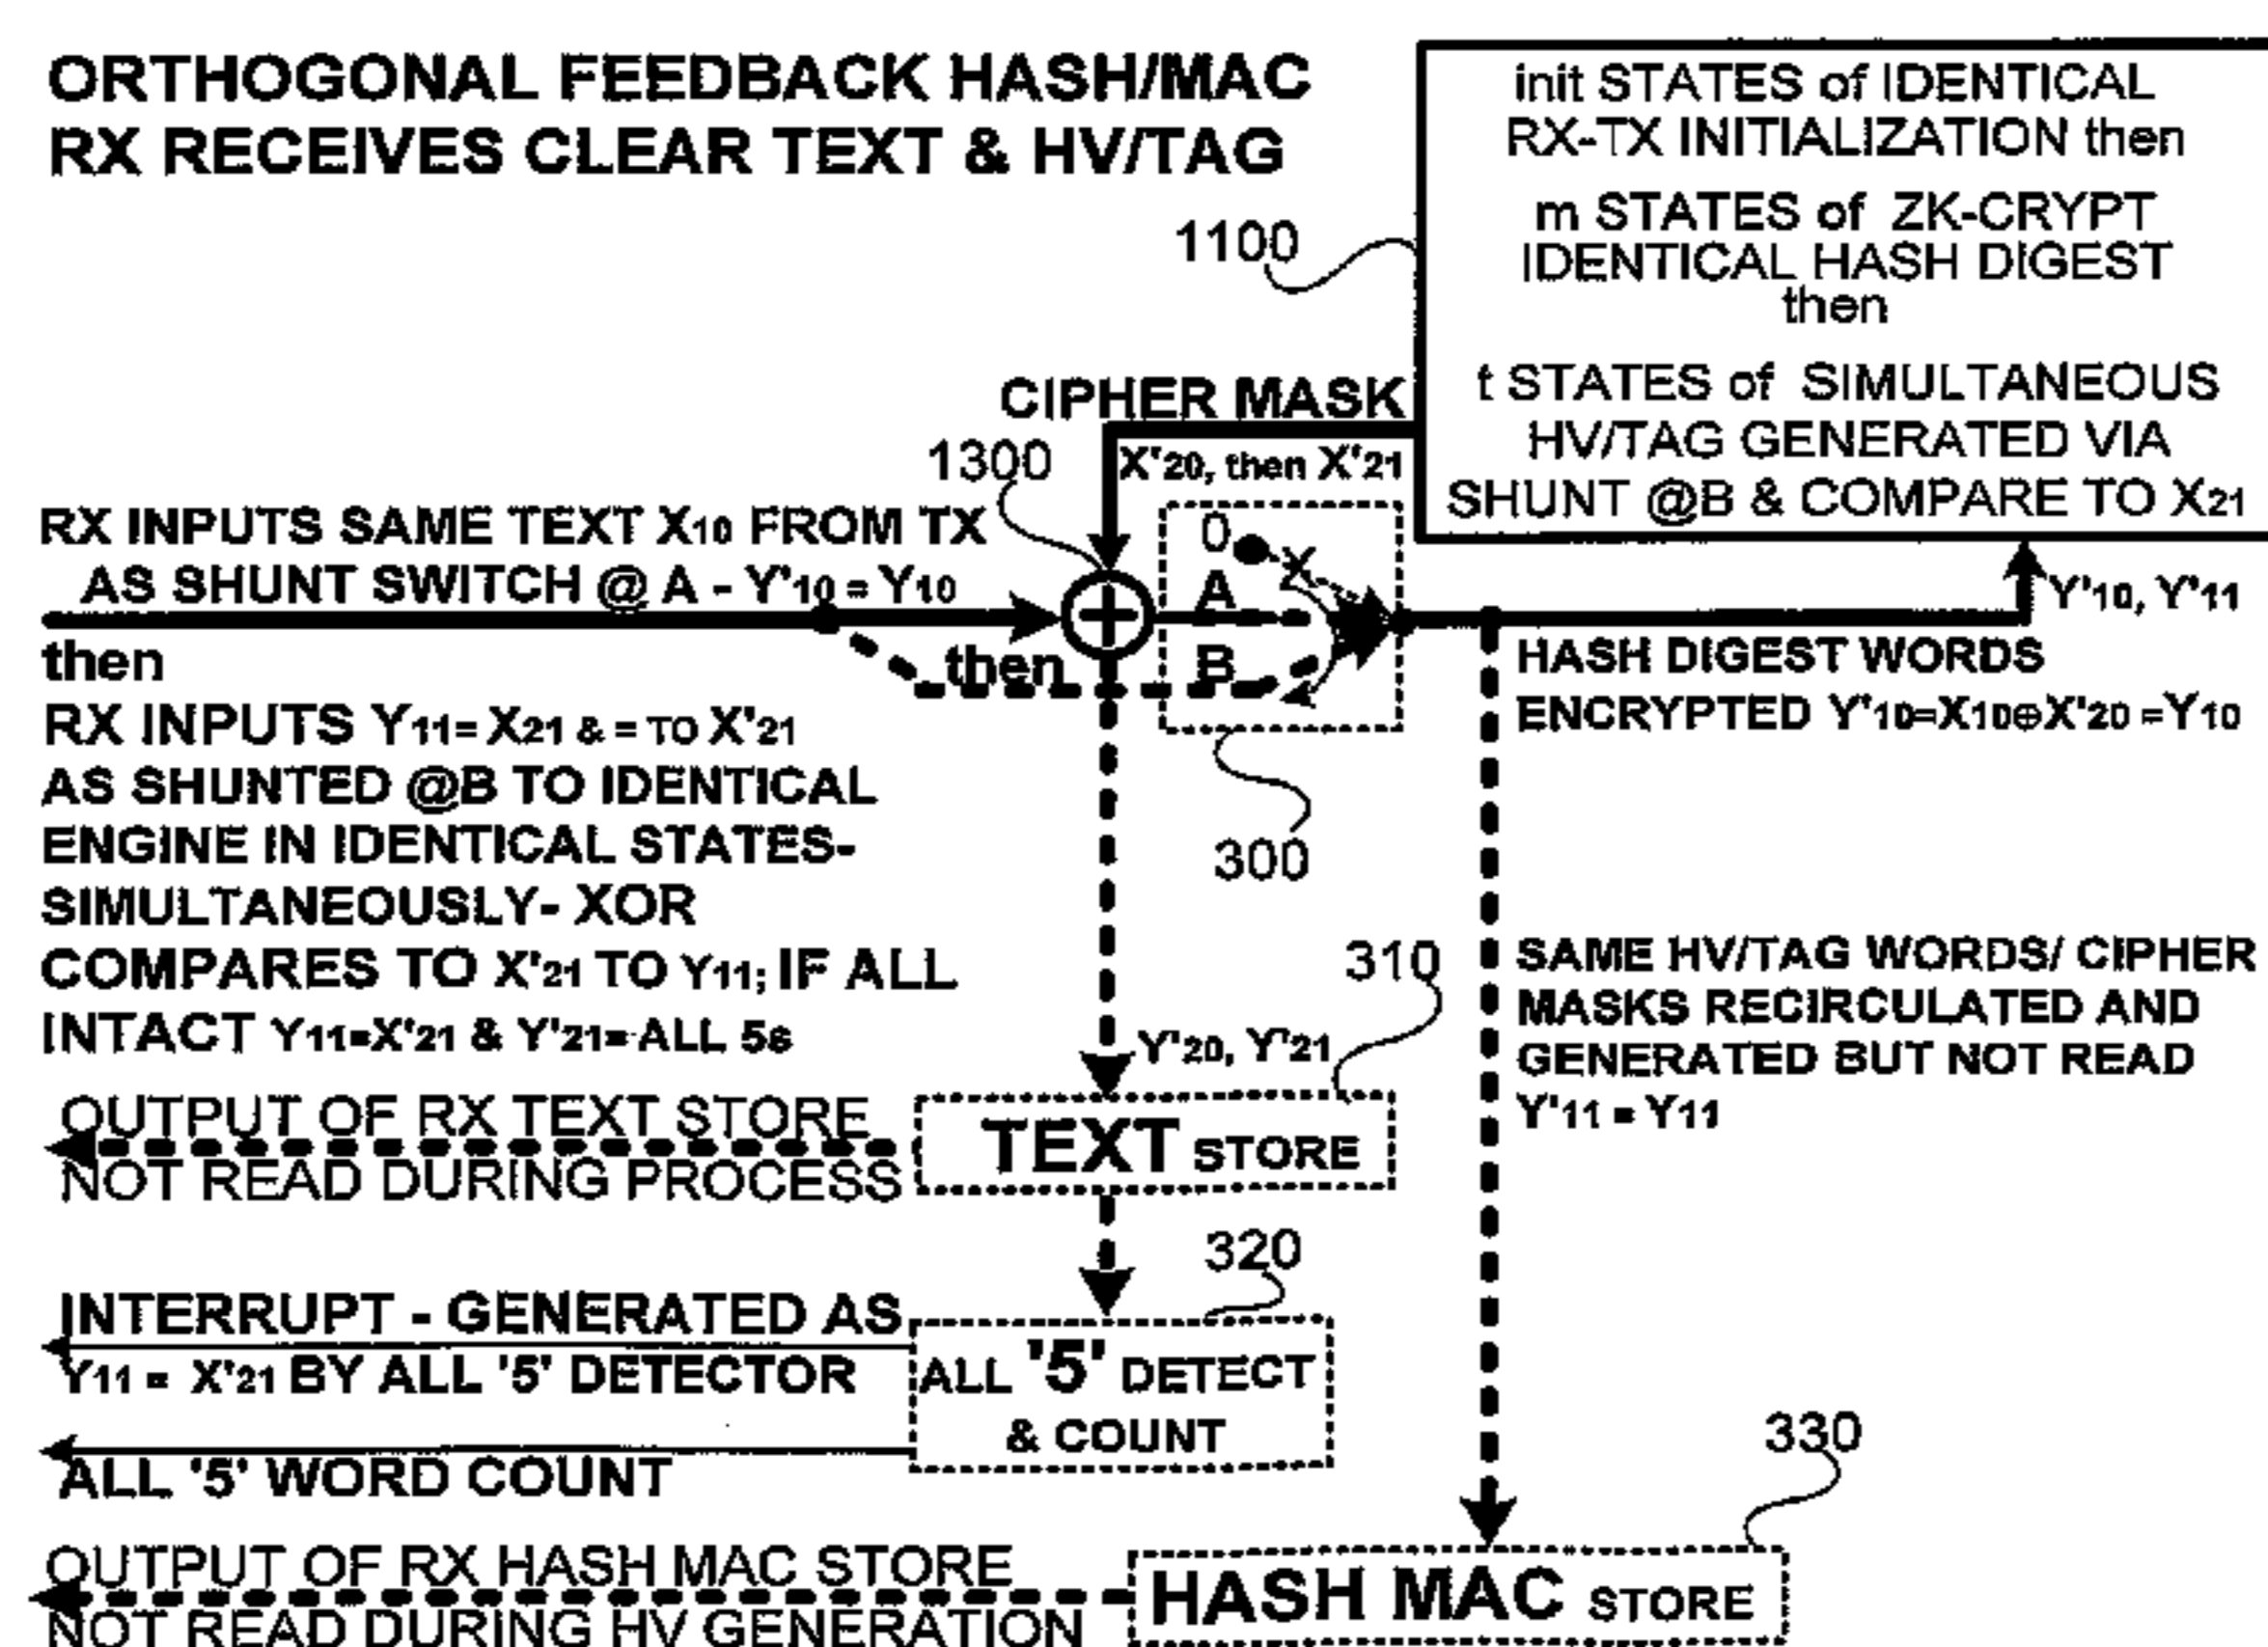 ORTHOGONAL FEEDBACK HASH/MAC
RX RECEIVES CLEAR TEXT & HV/TAG
init STATES of IDENTICAL
RX-TX INITIALIZATION then
m STATES of ZK-CRYPT
IDENTICAL HASH DIGEST
then
t STATES of SIMULTANEOUS
HV/TAG GENERATED VIA
SHUNT @B & COMPARE TO X21
1100
CIPHER MASK
X'20, then X'21
1300
RX INPUTS SAME TEXT X10 FROM TX
AS SHUNT SWITCH @ A - Y'10 = Y10
0
A
B
then
then
RX INPUTS Y11= X21 & = TO X'21
AS SHUNTED @B TO IDENTICAL
ENGINE IN IDENTICAL STATES-
SIMULTANEOUSLY- XOR
COMPARES TO X'21 TO Y11; IF ALL
INTACT Y11=X'21 & Y'21= ALL 5s
300
Y'10, Y'11
HASH DIGEST WORDS
ENCRYPTED Y'10=X10⊕X'20 =Y10
SAME HV/TAG WORDS/ CIPHER
MASKS RECIRCULATED AND
GENERATED BUT NOT READ
Y'11 = Y11
310
Y'20, Y'21
TEXT STORE
OUTPUT OF RX TEXT STORE
NOT READ DURING PROCESS
320
ALL '5' DETECT
& COUNT
INTERRUPT - GENERATED AS
Y11 = X'21 BY ALL '5' DETECTOR
ALL '5' WORD COUNT
330
HASH MAC STORE
OUTPUT OF RX HASH MAC STORE
NOT READ DURING HV GENERATION